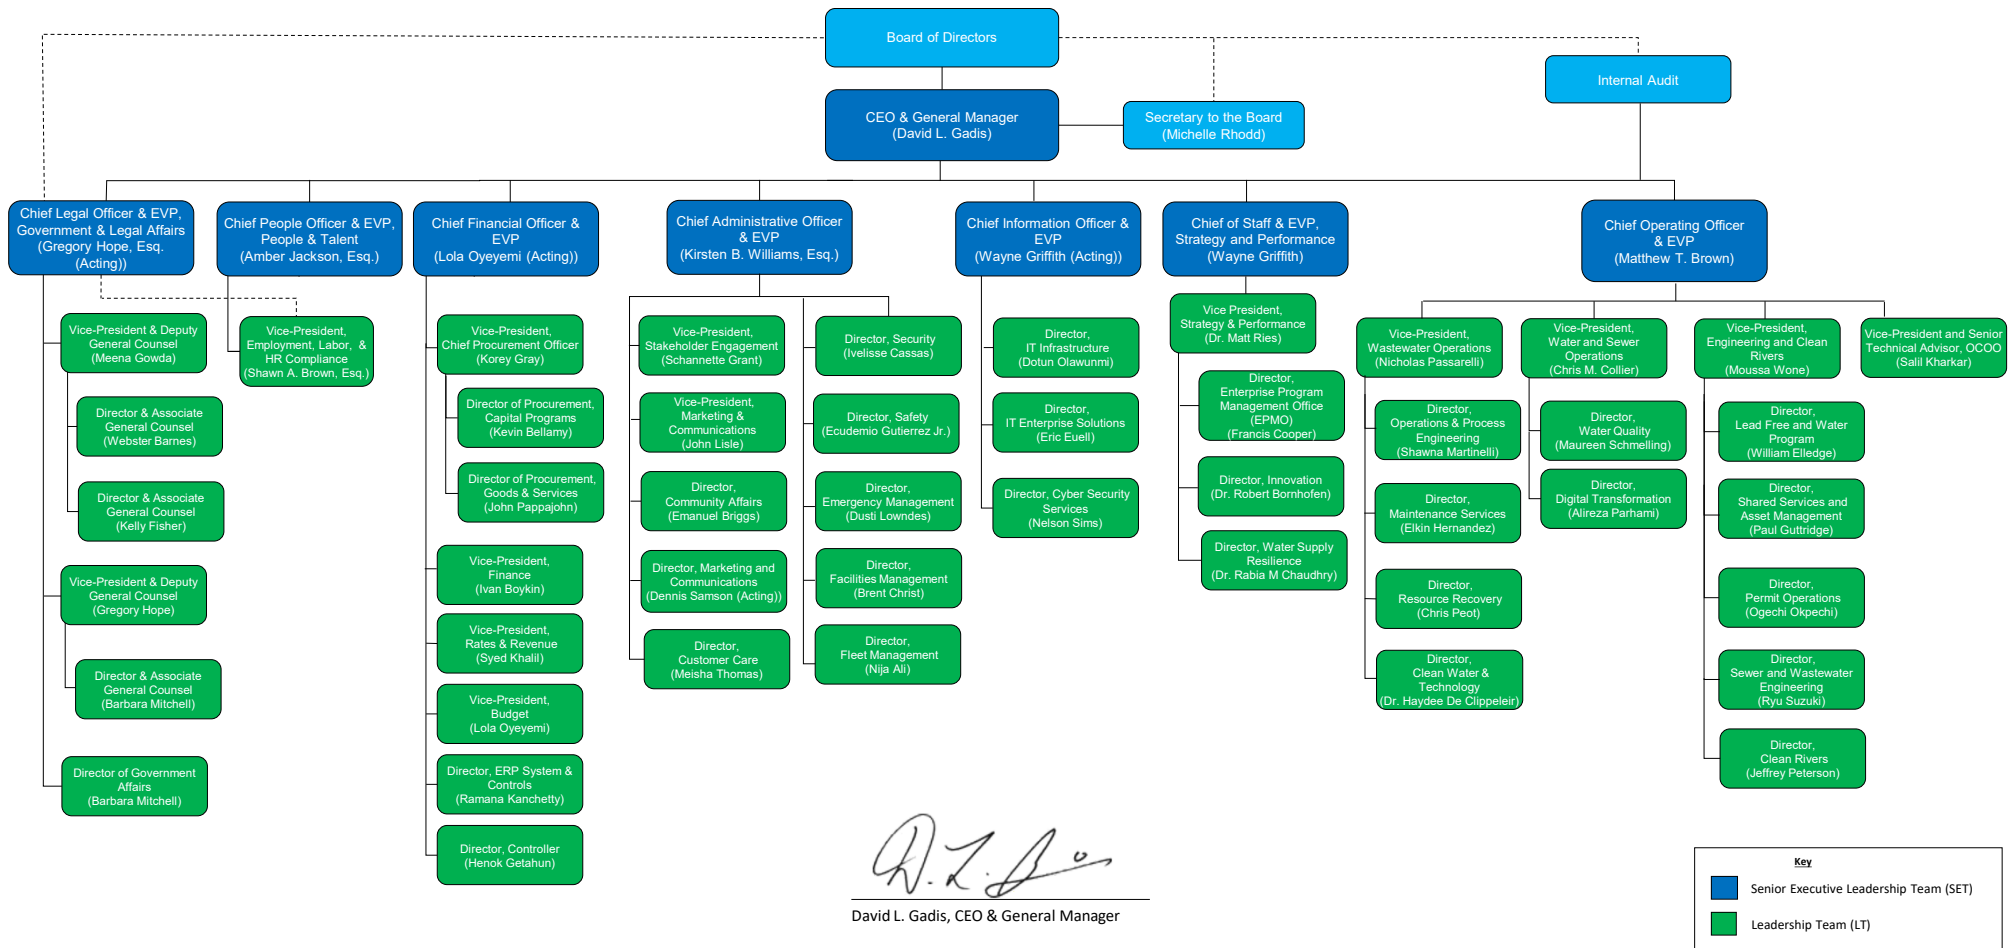 Board of Directors
Internal Audit
CEO & General Manager
(David L. Gadis)
Secretary to the Board
(Michelle Rhodd)
Chief Legal Officer & EVP,
Government & Legal Affairs
(Gregory Hope, Esq.
(Acting))
Chief People Officer & EVP,
People & Talent
(Amber Jackson, Esq.)
Chief Financial Officer &
EVP
(Lola Oyeyemi (Acting))
Chief Administrative Officer
& EVP
(Kirsten B. Williams, Esq.)
Chief Information Officer &
EVP
(Wayne Griffith (Acting))
Chief of Staff & EVP,
Strategy and Performance
(Wayne Griffith)
Chief Operating Officer
& EVP
(Matthew T. Brown)
Vice-President & Deputy
General Counsel
(Meena Gowda)
Director & Associate
General Counsel
(Webster Barnes)
Director & Associate
General Counsel
(Kelly Fisher)
Vice-President & Deputy
General Counsel
(Gregory Hope)
Director & Associate
General Counsel
(Barbara Mitchell)
Director of Government
Affairs
(Barbara Mitchell)
Vice-President,
Employment, Labor, &
HR Compliance
(Shawn A. Brown, Esq.)
Vice-President,
Chief Procurement Officer
(Korey Gray)
Director of Procurement,
Capital Programs
(Kevin Bellamy)
Director of Procurement,
Goods & Services
(John Pappajohn)
Vice-President,
Finance
(Ivan Boykin)
Vice-President,
Rates & Revenue
(Syed Khalil)
Vice-President,
Budget
(Lola Oyeyemi)
Director, ERP System &
Controls
(Ramana Kanchetty)
Director, Controller
(Henok Getahun)
Vice-President,
Stakeholder Engagement
(Schannette Grant)
Vice-President,
Marketing &
Communications
(John Lisle)
Director,
Community Affairs
(Emanuel Briggs)
Director, Marketing and
Communications
(Dennis Samson (Acting))
Director,
Customer Care
(Meisha Thomas)
Director, Security
(Ivelisse Cassas)
Director, Safety
(Ecudemio Gutierrez Jr.)
Director,
Emergency Management
(Dusti Lowndes)
Director,
Facilities Management
(Brent Christ)
Director,
Fleet Management
(Nija Ali)
Director,
IT Infrastructure
(Dotun Olawunmi)
Director,
IT Enterprise Solutions
(Eric Euell)
Director, Cyber Security
Services
(Nelson Sims)
Vice President,
Strategy & Performance
(Dr. Matt Ries)
Director,
Enterprise Program
Management Office
(EPMO)
(Francis Cooper)
Director, Innovation
(Dr. Robert Bornhofen)
Director, Water Supply
Resilience
(Dr. Rabia M Chaudhry)
Vice-President,
Wastewater Operations
(Nicholas Passarelli)
Director,
Operations & Process
Engineering
(Shawna Martinelli)
Director,
Maintenance Services
(Elkin Hernandez)
Director,
Resource Recovery
(Chris Peot)
Director,
Clean Water &
Technology
(Dr. Haydee De Clippeleir)
Vice-President,
Water and Sewer
Operations
(Chris M. Collier)
Director,
Water Quality
(Maureen Schmelling)
Director,
Digital Transformation
(Alireza Parhami)
Vice-President,
Engineering and Clean
Rivers
(Moussa Wone)
Director,
Lead Free and Water
Program
(William Elledge)
Director,
Shared Services and
Asset Management
(Paul Guttridge)
Director,
Permit Operations
(Ogechi Okpechi)
Director,
Sewer and Wastewater
Engineering
(Ryu Suzuki)
Director,
Clean Rivers
(Jeffrey Peterson)
Vice-President and Senior
Technical Advisor, OCOO
(Salil Kharkar)
David L. Gadis, CEO & General Manager
Key
Senior Executive Leadership Team (SET)
Leadership Team (LT)